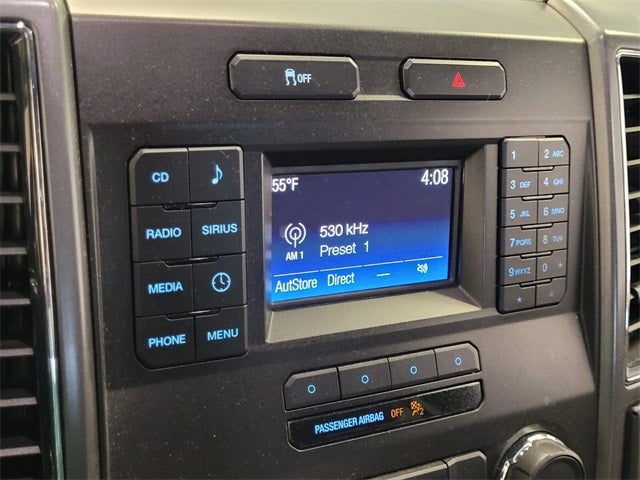 OFF
CD
RADIO
SIRIUS
MEDIA
PHONE
MENU
55°F
4:08
AM 1
530 kHz
Preset 1
AutStore
Direct
1
2 ABC
3 DEF
4 GHI
5 JKL
6 MNO
7 PQRS
8 TUV
9 WXYZ
0 +
*
PASSENGER AIRBAG OFF
2